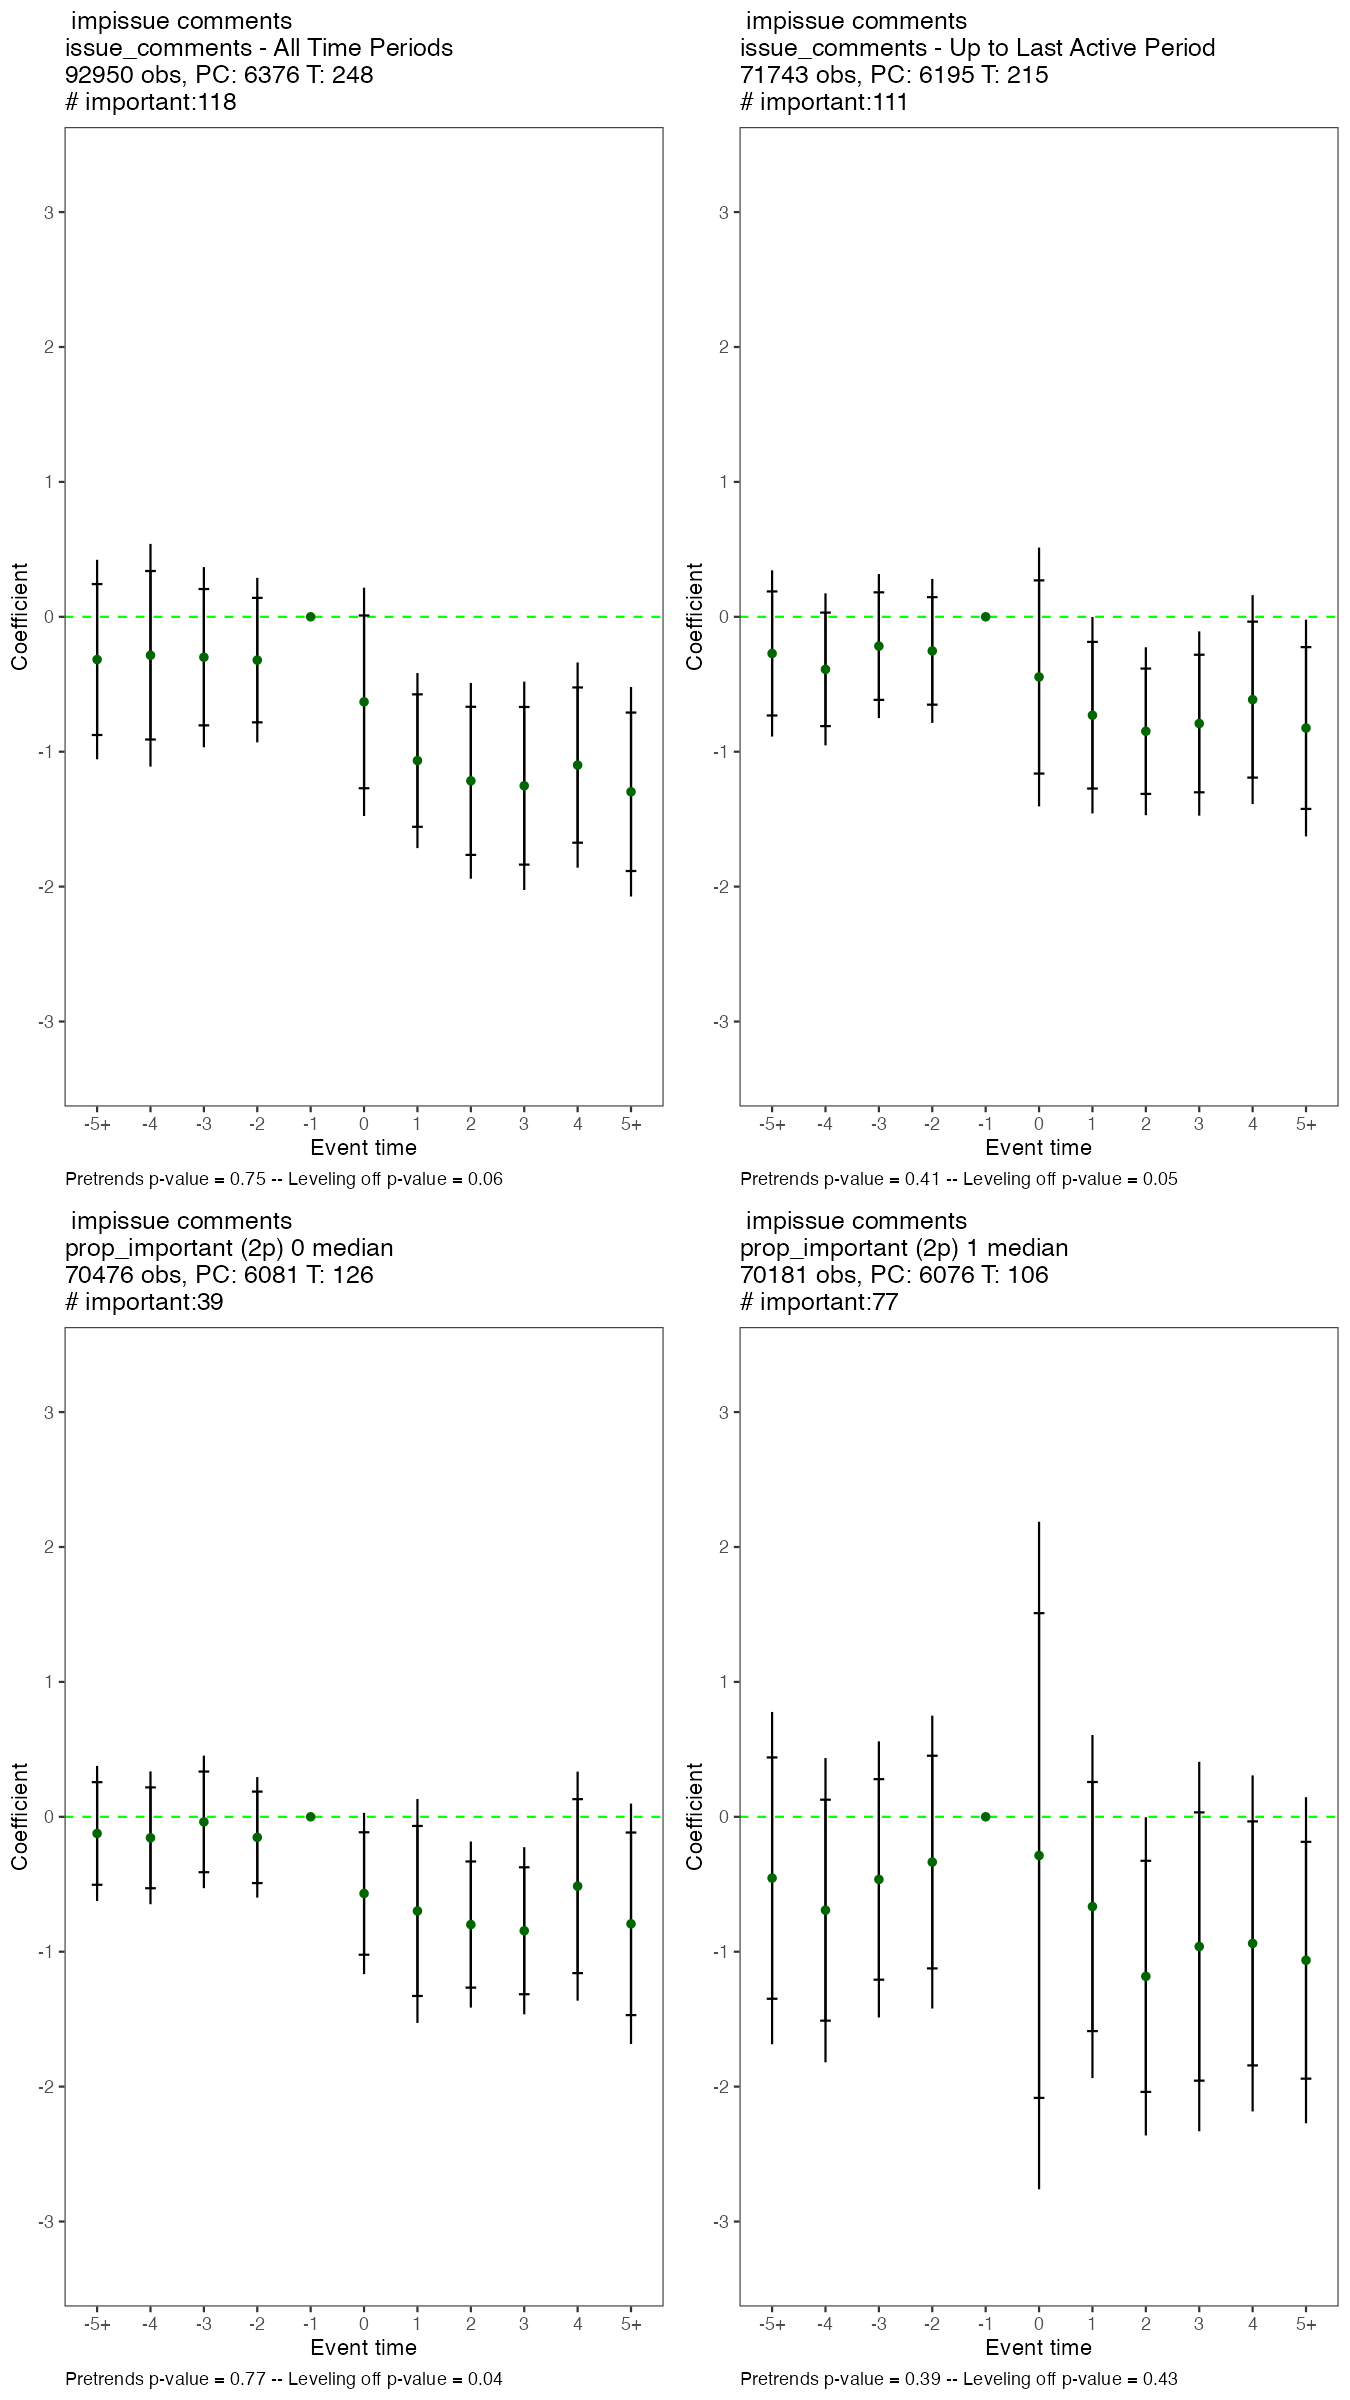 impissue comments
issue_comments - All Time Periods
92950 obs, PC: 6376 T: 248
# important:118
3
2
1
0
-1
-2
-3
Coefficient
-5+ -4 -3 -2 -1 0 1 2 3 4 5+
Event time
Pretrends p-value = 0.75 -- Leveling off p-value = 0.06
impissue comments
issue_comments - Up to Last Active Period
71743 obs, PC: 6195 T: 215
# important:111
3
2
1
0
-1
-2
-3
Coefficient
-5+ -4 -3 -2 -1 0 1 2 3 4 5+
Event time
Pretrends p-value = 0.41 -- Leveling off p-value = 0.05
impissue comments
prop_important (2p) 0 median
70476 obs, PC: 6081 T: 126
# important:39
3
2
1
0
-1
-2
-3
Coefficient
-5+ -4 -3 -2 -1 0 1 2 3 4 5+
Event time
Pretrends p-value = 0.77 -- Leveling off p-value = 0.04
impissue comments
prop_important (2p) 1 median
70181 obs, PC: 6076 T: 106
# important:77
3
2
1
0
-1
-2
-3
Coefficient
-5+ -4 -3 -2 -1 0 1 2 3 4 5+
Event time
Pretrends p-value = 0.39 -- Leveling off p-value = 0.43